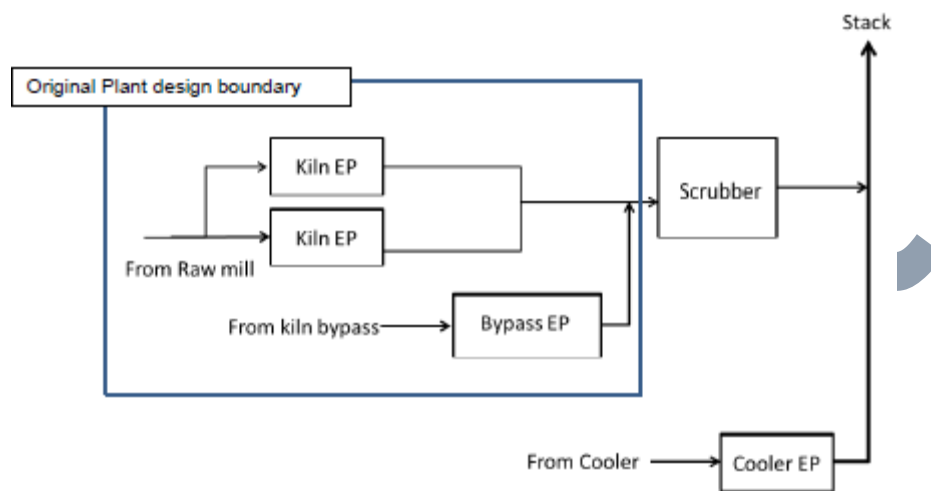 Stack
Original Plant design boundary
Kiln EP
Scrubber
Kiln EP
From Raw mill
From kiln bypass
Bypass EP
From Cooler
Cooler EP